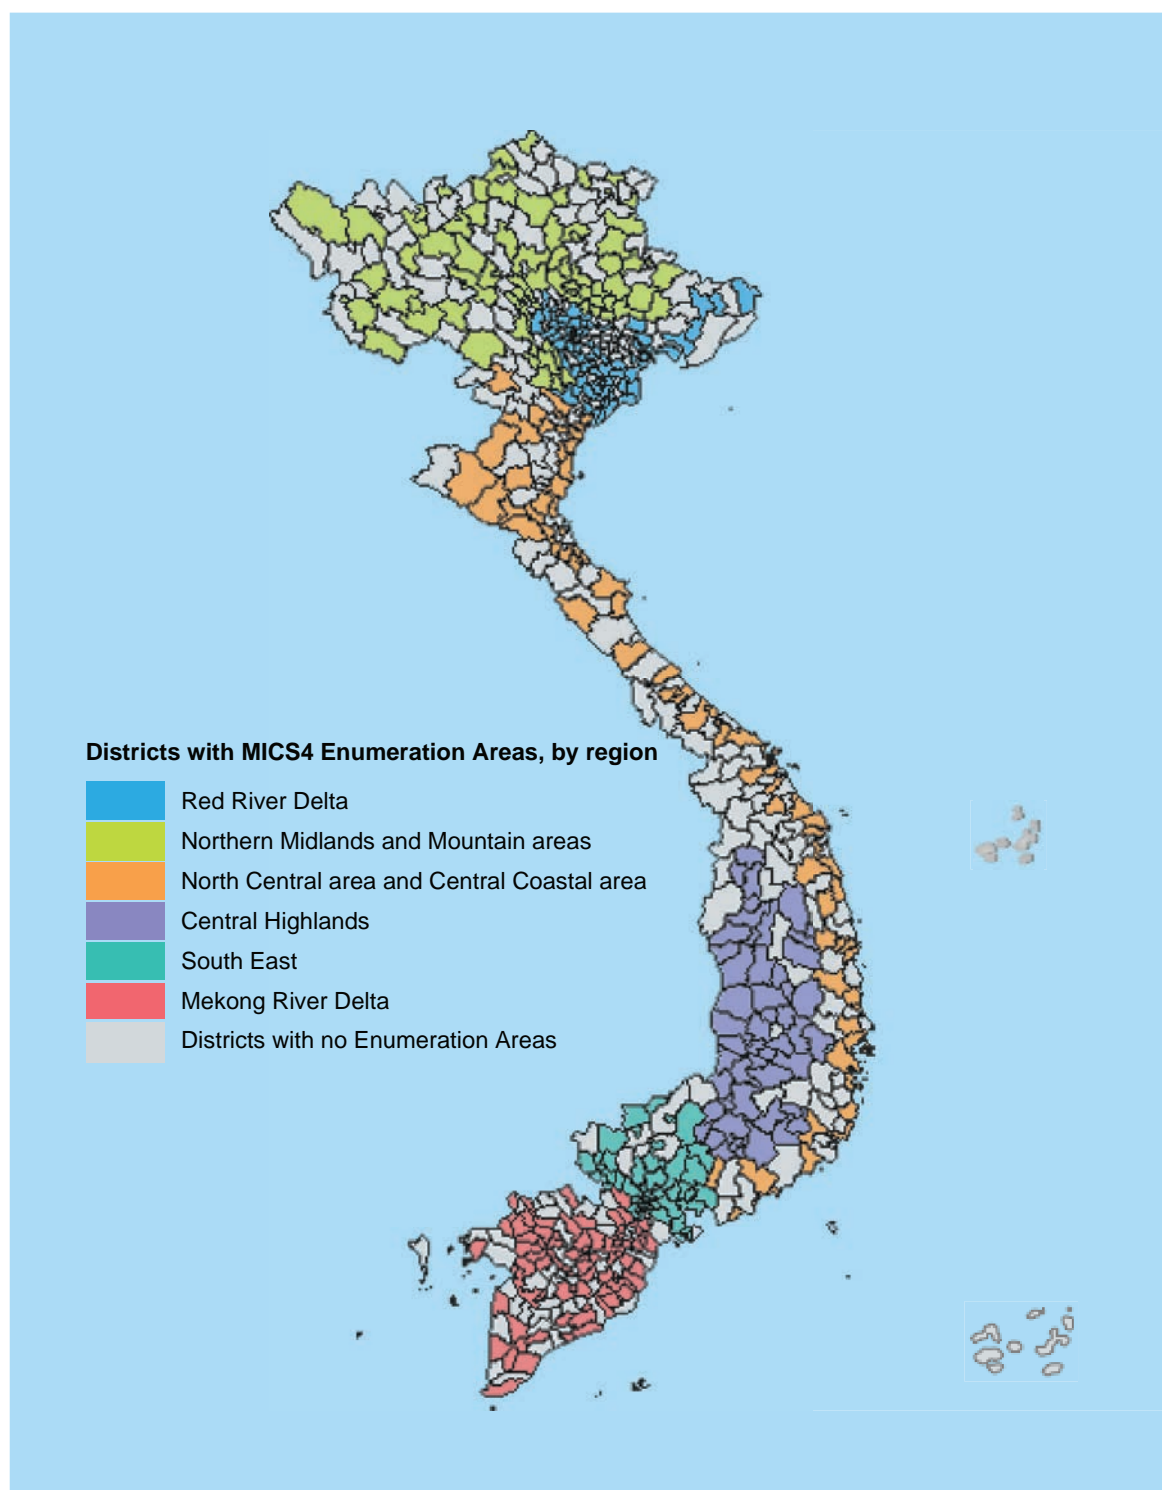 Districts with MICS4 Enumeration Areas, by region
Red River Delta
Northern Midlands and Mountain areas
North Central area and Central Coastal area
Central Highlands
South East
Mekong River Delta
Districts with no Enumeration Areas